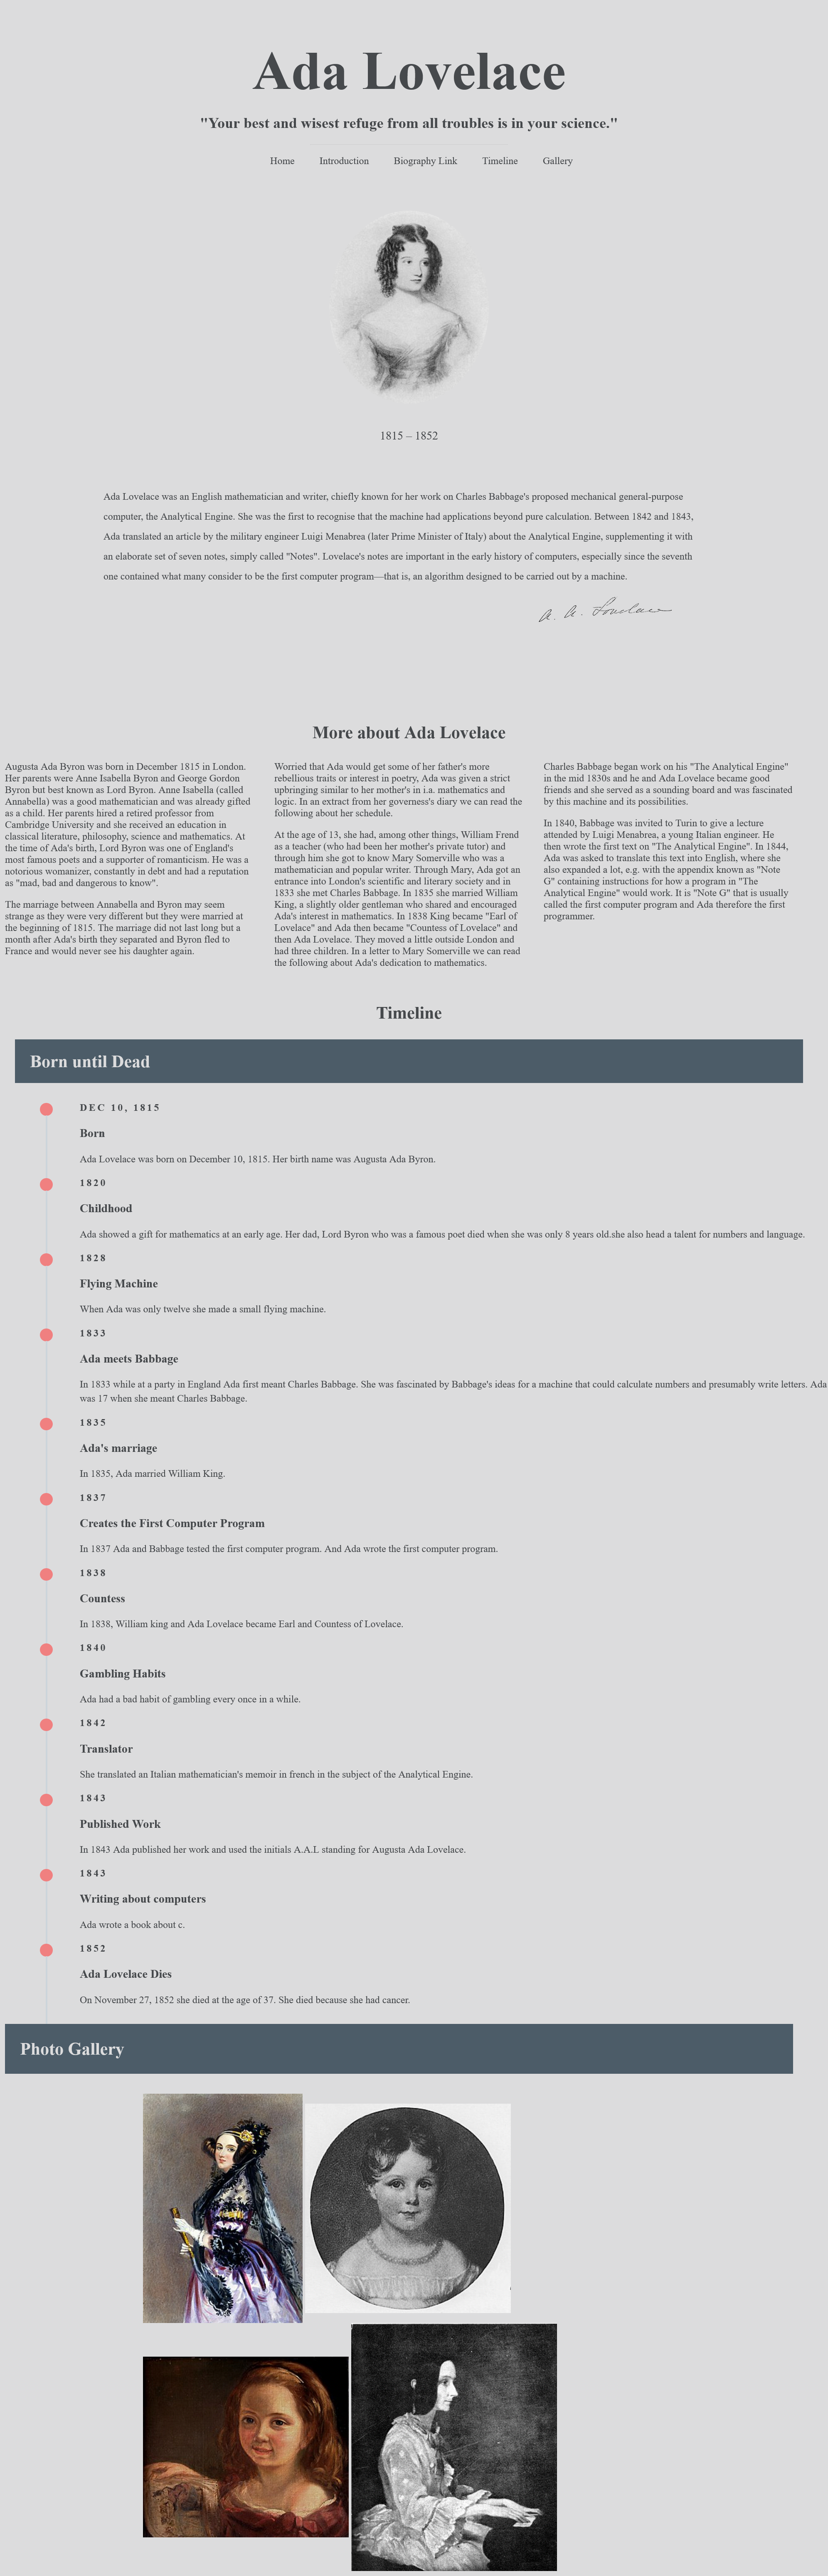 Ada Lovelace
"Your best and wisest refuge from all troubles is in your science."
Home Introduction Biography Link Timeline Gallery
1815 – 1852
Ada Lovelace was an English mathematician and writer, chiefly known for her work on Charles Babbage's proposed mechanical general-purpose
computer, the Analytical Engine. She was the first to recognise that the machine had applications beyond pure calculation. Between 1842 and 1843,
Ada translated an article by the military engineer Luigi Menabrea (later Prime Minister of Italy) about the Analytical Engine, supplementing it with
an elaborate set of seven notes, simply called "Notes". Lovelace's notes are important in the early history of computers, especially since the seventh
one contained what many consider to be the first computer program—that is, an algorithm designed to be carried out by a machine.
A. A. Lovelace
More about Ada Lovelace
Augusta Ada Byron was born in December 1815 in London.
Her parents were Anne Isabella Byron and George Gordon
Byron but best known as Lord Byron. Anne Isabella (called
Annabella) was a good mathematician and was already gifted
as a child. Her parents hired a retired professor from
Cambridge University and she received an education in
classical literature, philosophy, science and mathematics. At
the time of Ada's birth, Lord Byron was one of England's
most famous poets and a supporter of romanticism. He was a
notorious womanizer, constantly in debt and had a reputation
as "mad, bad and dangerous to know".
The marriage between Annabella and Byron may seem
strange as they were very different but they were married at
the beginning of 1815. The marriage did not last long but a
month after Ada's birth they separated and Byron fled to
France and would never see his daughter again.
Worried that Ada would get some of her father's more
rebellious traits or interest in poetry, Ada was given a strict
upbringing similar to her mother's in i.a. mathematics and
logic. In an extract from her governess's diary we can read the
following about her schedule.
At the age of 13, she had, among other things, William Frend
as a teacher (who had been her mother's private tutor) and
through him she got to know Mary Somerville who was a
mathematician and popular writer. Through Mary, Ada got an
entrance into London's scientific and literary society and in
1833 she met Charles Babbage. In 1835 she married William
King, a slightly older gentleman who shared and encouraged
Ada's interest in mathematics. In 1838 King became "Earl of
Lovelace" and Ada then became "Countess of Lovelace" and
then Ada Lovelace. They moved a little outside London and
had three children. In a letter to Mary Somerville we can read
the following about Ada's dedication to mathematics.
Charles Babbage began work on his "The Analytical Engine"
in the mid 1830s and he and Ada Lovelace became good
friends and she served as a sounding board and was fascinated
by this machine and its possibilities.
In 1840, Babbage was invited to Turin to give a lecture
attended by Luigi Menabrea, a young Italian engineer. He
then wrote the first text on "The Analytical Engine". In 1844,
Ada was asked to translate this text into English, where she
also expanded a lot, e.g. with the appendix known as "Note
G" containing instructions for how a program in "The
Analytical Engine" would work. It is "Note G" that is usually
called the first computer program and Ada therefore the first
programmer.
Timeline
Born until Dead
DEC 10, 1815
Born
Ada Lovelace was born on December 10, 1815. Her birth name was Augusta Ada Byron.
1820
Childhood
Ada showed a gift for mathematics at an early age. Her dad, Lord Byron who was a famous poet died when she was only 8 years old.she also head a talent for numbers and language.
1828
Flying Machine
When Ada was only twelve she made a small flying machine.
1833
Ada meets Babbage
In 1833 while at a party in England Ada first meant Charles Babbage. She was fascinated by Babbage's ideas for a machine that could calculate numbers and presumably write letters. Ada
was 17 when she meant Charles Babbage.
1835
Ada's marriage
In 1835, Ada married William King.
1837
Creates the First Computer Program
In 1837 Ada and Babbage tested the first computer program. And Ada wrote the first computer program.
1838
Countess
In 1838, William king and Ada Lovelace became Earl and Countess of Lovelace.
1840
Gambling Habits
Ada had a bad habit of gambling every once in a while.
1842
Translator
She translated an Italian mathematician's memoir in french in the subject of the Analytical Engine.
1843
Published Work
In 1843 Ada published her work and used the initials A.A.L standing for Augusta Ada Lovelace.
1843
Writing about computers
Ada wrote a book about c.
1852
Ada Lovelace Dies
On November 27, 1852 she died at the age of 37. She died because she had cancer.
Photo Gallery